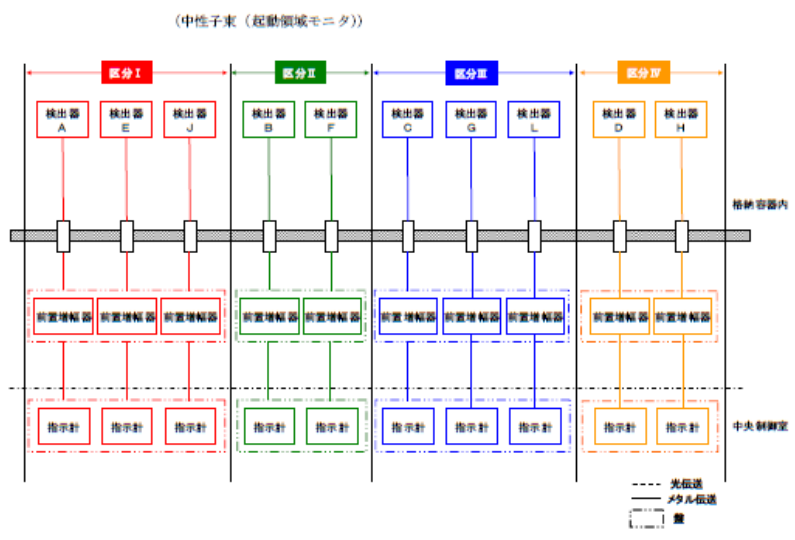 (中性子束（起動領域モニタ))
区分Ⅰ 区分Ⅱ 区分Ⅲ 区分Ⅳ
検出器 検出器 検出器 検出器 検出器 検出器 検出器 検出器 検出器 検出器
A E J B F C G L D H
格納容器内
前置増幅器 前置増幅器 前置増幅器 前置増幅器 前置増幅器 前置増幅器 前置増幅器 前置増幅器 前置増幅器 前置増幅器
指示計 指示計 指示計 指示計 指示計 指示計 指示計 指示計 指示計 指示計
中央制御室
光伝送
メタル伝送
盤